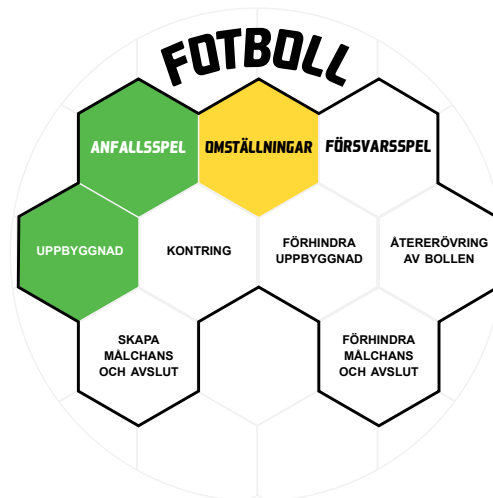 FOTBOLL
ANFALLSSPEL
OMSTÄLLNINGAR
FÖRSVARSSPEL
UPPBYGGNAD
KONTRING
FÖRHINDRA
UPPBYGGNAD
ÅTERERÖVRING
AV BOLLEN
SKAPA
MÅLCHANS
OCH AVSLUT
FÖRHINDRA
MÅLCHANS
OCH AVSLUT